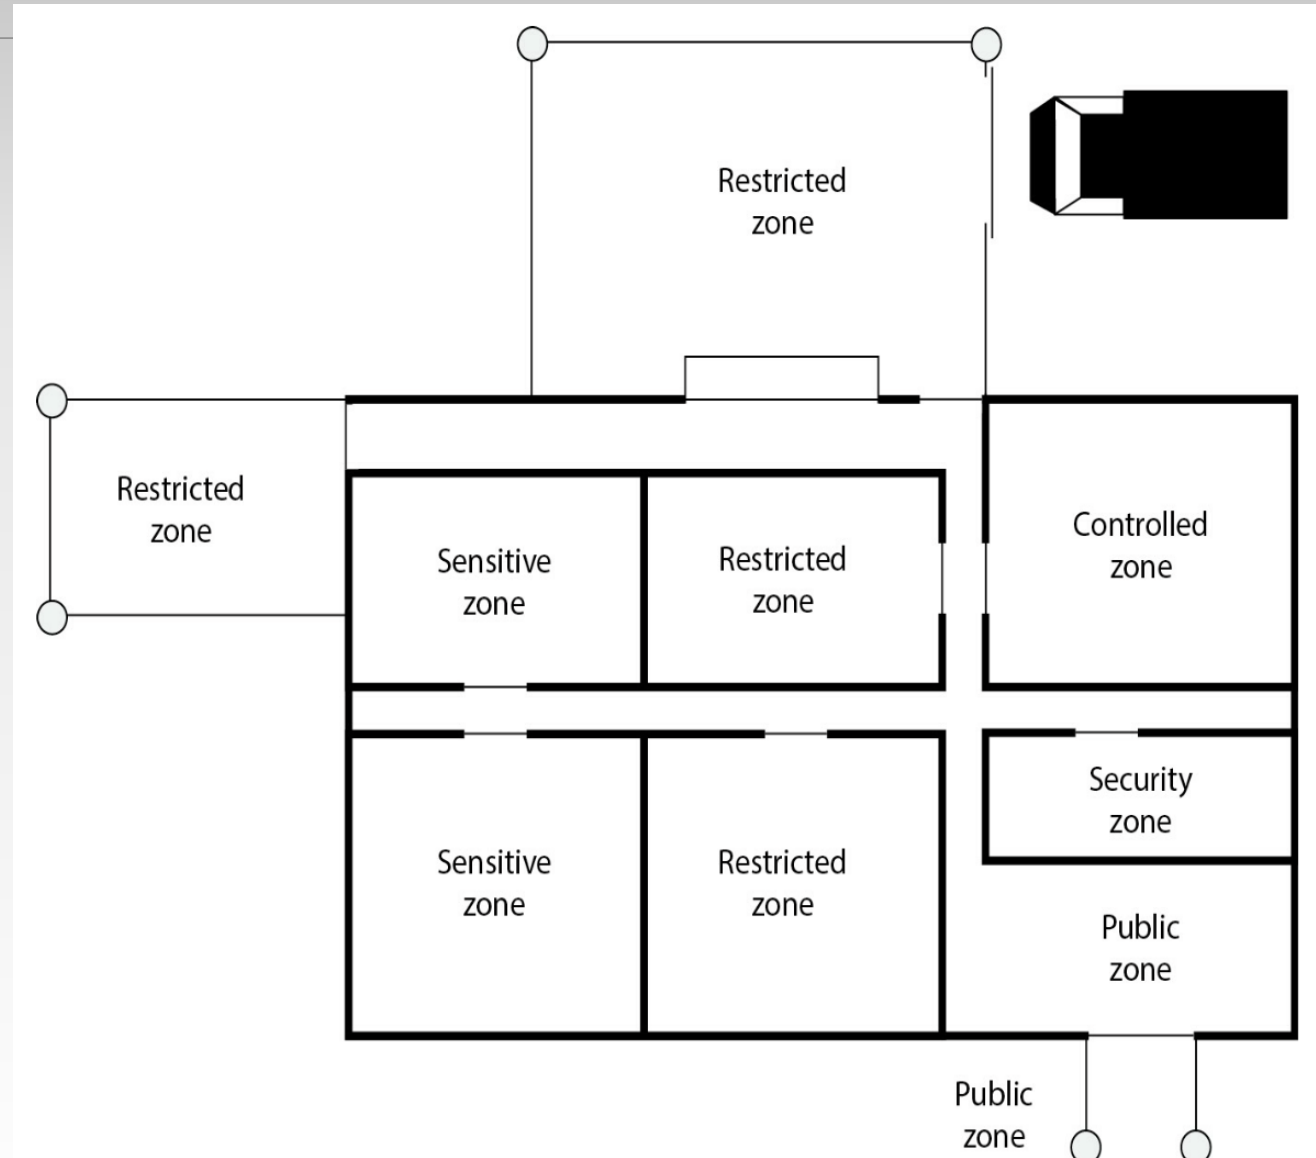 Restricted
zone
Restricted
zone
Sensitive
zone
Restricted
zone
Controlled
zone
Security
zone
Sensitive
zone
Restricted
zone
Public
zone
Public
zone